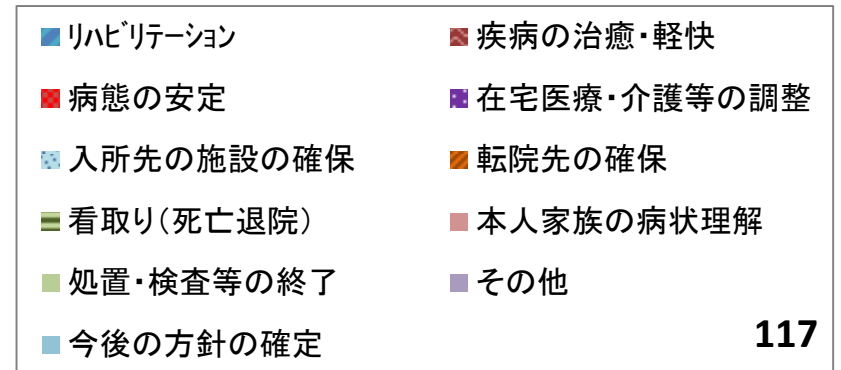 ﾘﾊﾋﾞﾘﾃｰｼｮﾝ 疾病の治癒・軽快
病態の安定 在宅医療・介護等の調整
入所先の施設の確保 転院先の確保
看取り（死亡退院） 本人家族の病状理解
処置・検査等の終了 その他
今後の方針の確定 117